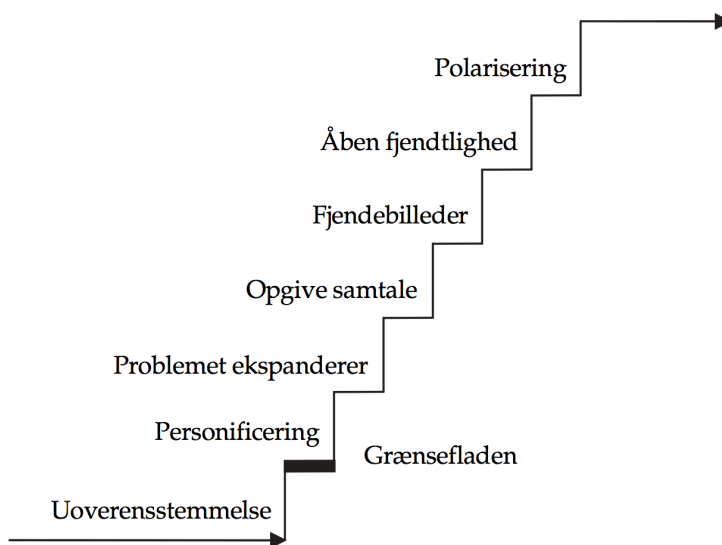 Polarisering
Åben fjendtlighed
Fjendebilleder
Opgive samtale
Problemet ekspanderer
Personificering
Grænsefladen
Uoverensstemmelse